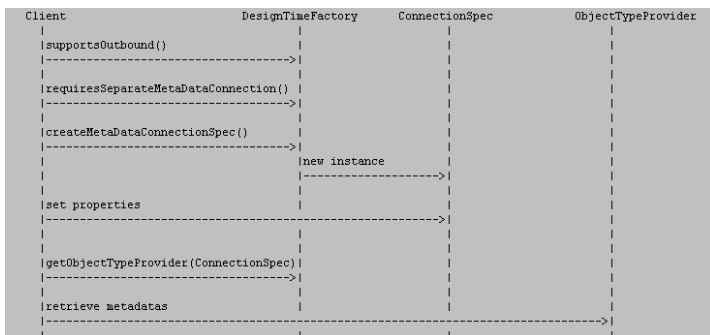 Client DesignTimeFactory ConnectionSpec ObjectTypeProvider
supportsOutbound()
requiresSeparateMetaDataConnection()
createMetaDataConnectionSpec()
new instance
set properties
getObjectTypeProvider(ConnectionSpec)
retrieve metadatas